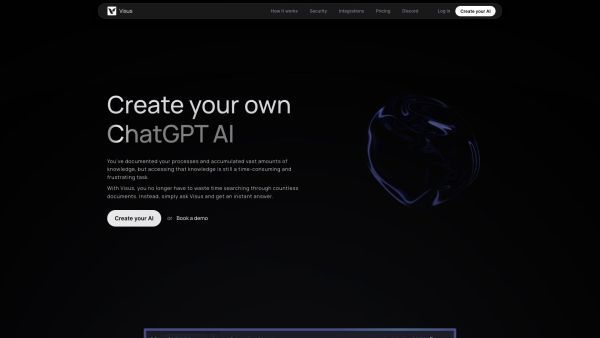 Visus
How it works Security Integrations Pricing Discord Log in Create your AI
Create your own
ChatGPT AI
You've documented your processes and accumulated vast amounts of
knowledge, but accessing that knowledge is still a time-consuming and
frustrating task.
With Visus, you no longer have to waste time searching through countless
documents. Instead, simply ask Visus and get an instant answer.
Create your AI or Book a demo